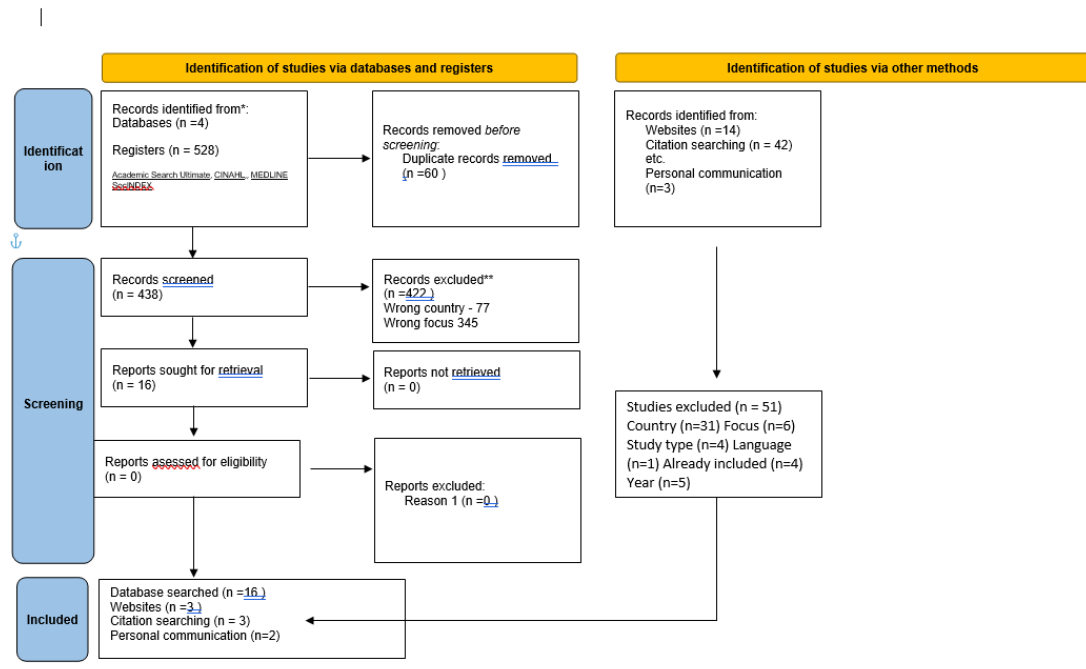 Identification of studies via databases and registers
Identification of studies via other methods
Identificat
ion
Records identified from*:
Databases (n =4)
Registers (n = 528)
Academic Search Ultimate, CINAHL,, MEDLINE
SocINDEX
Records removed before
screening:
Duplicate records removed
(n =60 )
Records identified from:
Websites (n =14)
Citation searching (n = 42)
etc.
Personal communication
(n=3)
Screening
Records screened
(n = 438)
Records excluded**
(n =422 )
Wrong country - 77
Wrong focus 345
Reports sought for retrieval
(n = 16)
Reports not retrieved
(n = 0)
Reports asessed for eligibility
(n = 0)
Reports excluded:
Reason 1 (n =0 )
Studies excluded (n = 51)
Country (n=31) Focus (n=6)
Study type (n=4) Language
(n=1) Already included (n=4)
Year (n=5)
Included
Database searched (n =16 )
Websites (n =3 )
Citation searching (n = 3)
Personal communication (n=2)